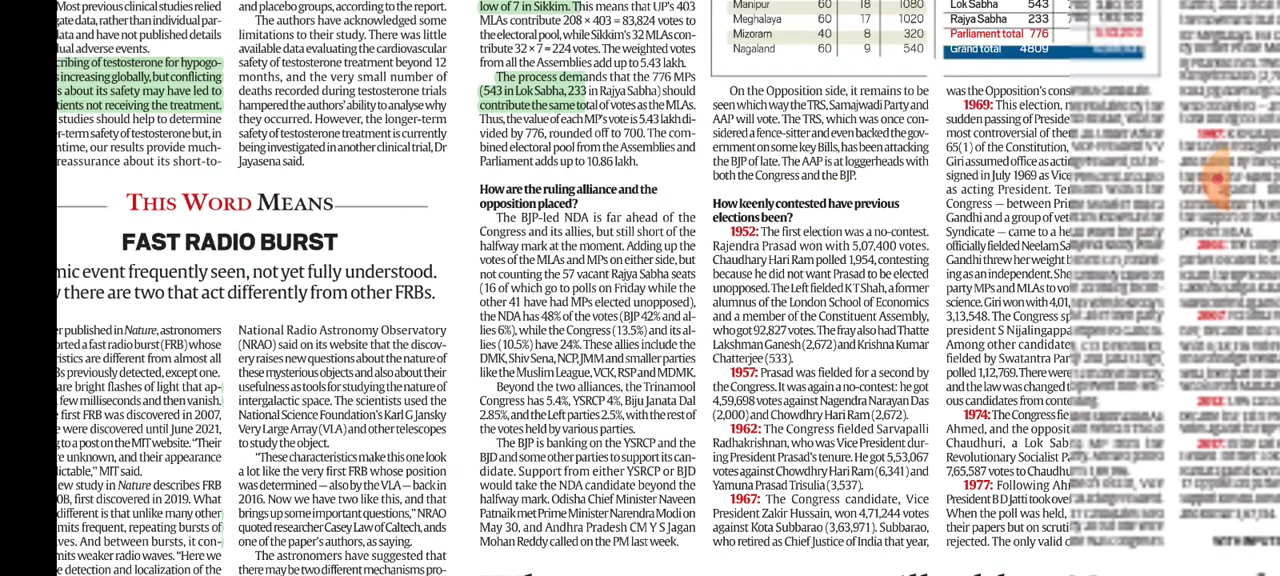 Most previous clinical studies relied
gate data, rather than individual par-
data and have not published details
dual adverse events.
cribing of testosterone for hypogo-
increasing globally, but conflicting
s about its safety may have led to
tients not receiving the treatment.
studies should help to determine
er-term safety of testosterone but, in
ntime, our results provide much-
reassurance about its short-to-
and placebo groups, according to the report.
The authors have acknowledged some
limitations to their study. There was little
available data evaluating the cardiovascular
safety of testosterone treatment beyond 12
months, and the very small number of
deaths recorded during testosterone trials
hampered the authors' ability to analyse why
they occurred. However, the longer-term
safety of testosterone treatment is currently
being investigated in another clinical trial, Dr
Jayasena said.
THIS WORD MEANS
FAST RADIO BURST
mic event frequently seen, not yet fully understood.
there are two that act differently from other FRBs.
er published in Nature, astronomers
orted a fast radio burst (FRB) whose
ristics are different from almost all
Bs previously detected, except one.
are bright flashes of light that ap-
few milliseconds and then vanish.
first FRB was discovered in 2007,
were discovered until June 2021,
g to a post on the MIT website. "Their
re unknown, and their appearance
ictable," MIT said.
ew study in Nature describes FRB
0B, first discovered in 2019. What
different is that unlike many other
mits frequent, repeating bursts of
ves. And between bursts, it con-
mits weaker radio waves. "Here we
e detection and localization of the
National Radio Astronomy Observatory
(NRAO) said on its website that the discov-
ery raises new questions about the nature of
these mysterious objects and also about their
usefulness as tools for studying the nature of
intergalactic space. The scientists used the
National Science Foundation's Karl G Jansky
Very Large Array (VLA) and other telescopes
to study the object.
"These characteristics make this one look
a lot like the very first FRB whose position
was determined — also by the VLA — back in
2016. Now we have two like this, and that
brings up some important questions," NRAO
quoted researcher Casey Law of Caltech, and s
one of the paper's authors, as saying.
The astronomers have suggested that
there may be two different mechanisms pro-
low of 7 in Sikkim. This means that UP's 403
MLAs contribute 208 × 403 = 83,824 votes to
the electoral pool, while Sikkim's 32 MLAs con-
tribute 32 × 7 = 224 votes. The weighted votes
from all the Assemblies add up to 5.43 lakh.
The process demands that the 776 MPs
(543 in Lok Sabha, 233 in Rajya Sabha) should
contribute the same total of votes as the MLAs.
Thus, the value of each MP's vote is 5.43 lakh di-
vided by 776, rounded off to 700. The com-
bined electoral pool from the Assemblies and
Parliament adds up to 10.86 lakh.
How are the ruling alliance and the
opposition placed?
The BJP-led NDA is far ahead of the
Congress and its allies, but still short of the
halfway mark at the moment. Adding up the
votes of the MLAs and MPs on either side, but
not counting the 57 vacant Rajya Sabha seats
(16 of which go to polls on Friday while the
other 41 have had MPs elected unopposed),
the NDA has 48% of the votes (BJP 42% and al-
lies 6%), while the Congress (13.5%) and its al-
lies (10.5%) have 24%. These allies include the
DMK, Shiv Sena, NCP, JMM and smaller parties
like the Muslim League, VCK, RSP and MDMK.
Beyond the two alliances, the Trinamool
Congress has 5.4%, YSRCP 4%, Biju Janata Dal
2.85%, and the Left parties 2.5%, with the rest of
the votes held by various parties.
The BJP is banking on the YSRCP and the
BJD and some other parties to support its can-
didate. Support from either YSRCP or BJD
would take the NDA candidate beyond the
halfway mark. Odisha Chief Minister Naveen
Patnaik met Prime Minister Narendra Modi on
May 30, and Andhra Pradesh CM Y S Jagan
Mohan Reddy called on the PM last week.
Manipur 60 18 1080
Meghalaya 60 17 1020
Mizoram 40 8 320
Nagaland 60 9 540
Lok Sabha 543
Rajya Sabha 233
Parliament total 776
Grand total 4809
On the Opposition side, it remains to be
seen which way the TRS, Samajwadi Party and
AAP will vote. The TRS, which was once con-
sidered a fence-sitter and even backed the gov-
ernment on some key Bills, has been attacking
the BJP of late. The AAP is at loggerheads with
both the Congress and the BJP.
How keenly contested have previous
elections been?
1952: The first election was a no-contest.
Rajendra Prasad won with 5,07,400 votes.
Chaudhary Hari Ram polled 1,954, contesting
because he did not want Prasad to be elected
unopposed. The Left fielded K T Shah, a former
alumnus of the London School of Economics
and a member of the Constituent Assembly,
who got 92,827 votes. The fray also had Thatte
Lakshman Ganesh (2,672) and Krishna Kumar
Chatterjee (533).
1957: Prasad was fielded for a second by
the Congress. It was again a no-contest: he got
4,59,698 votes against Nagendra Narayan Das
(2,000) and Chowdhry Hari Ram (2,672).
1962: The Congress fielded Sarvapalli
Radhakrishnan, who was Vice President dur-
ing President Prasad's tenure. He got 5,53,067
votes against Chowdhry Hari Ram (6,341) and
Yamuna Prasad Trisulia (3,537).
1967: The Congress candidate, Vice
President Zakir Hussain, won 4,71,244 votes
against Kota Subbarao (3,63,971). Subbarao,
who retired as Chief Justice of India that year,
was the Opposition's cons
1969: This election, n
sudden passing of Preside
most controversial of them
65(1) of the Constitution,
Giri assumed office as actin
signed in July 1969 as Vice
as acting President. Ten
Congress — between Prim
Gandhi and a group of vet
Syndicate — came to a he
officially fielded Neelam Sa
Gandhi threw her weight b
ing as an independent. She
party MPs and MLAs to vo
science. Giri won with 4,01,
3,13,548. The Congress sp
president S Nijalingappa
Among other candidate
fielded by Swatantra Par
polled 1,12,769. There were
and the law was changed t
ous candidates from conte
1974: The Congress fie
Ahmed, and the opposit
Chaudhuri, a Lok Sab
Revolutionary Socialist Pa
7,65,587 votes to Chaudhu
1977: Following Ahm
President B D Jatti took over
When the poll was held,
their papers but on scruti
rejected. The only valid c